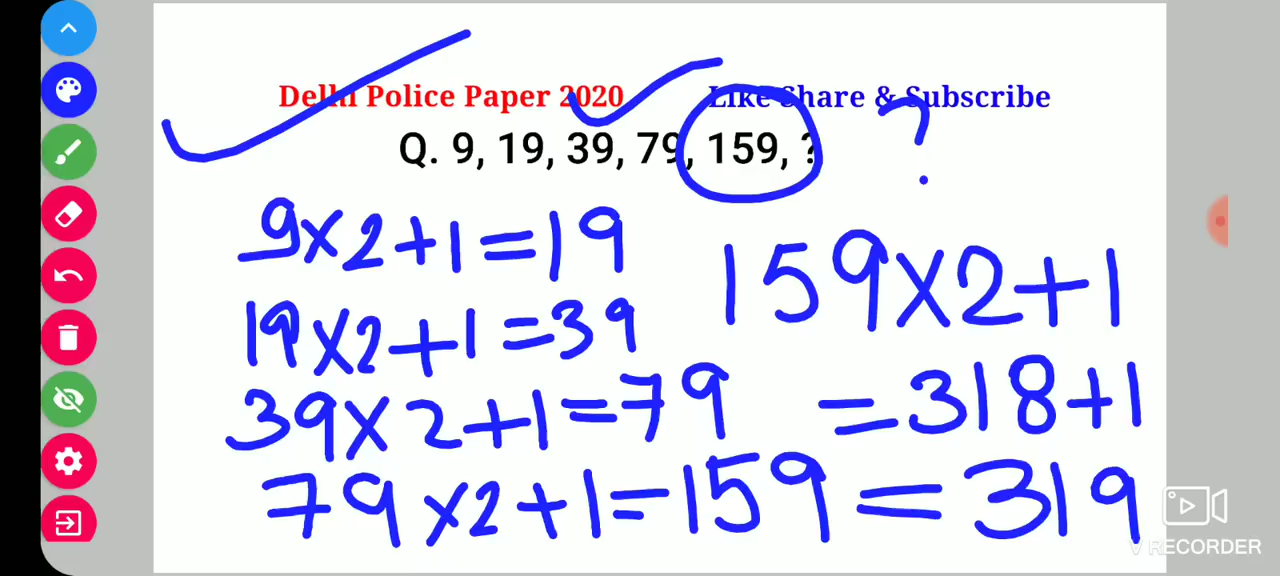 Delhi Police Paper 2020 Like Share & Subscribe
Q. 9, 19, 39, 79, 159, ?
?
9x2+1=19
19x2+1=39
39x2+1=79
79x2+1=159
159x2+1
=318+1
=319
V RECORDER